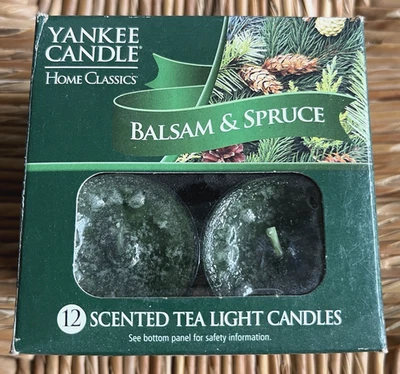 YANKEE
CANDLE®
HOME CLASSICS®
BALSAM & SPRUCE
12 SCENTED TEA LIGHT CANDLES
See bottom panel for safety information.